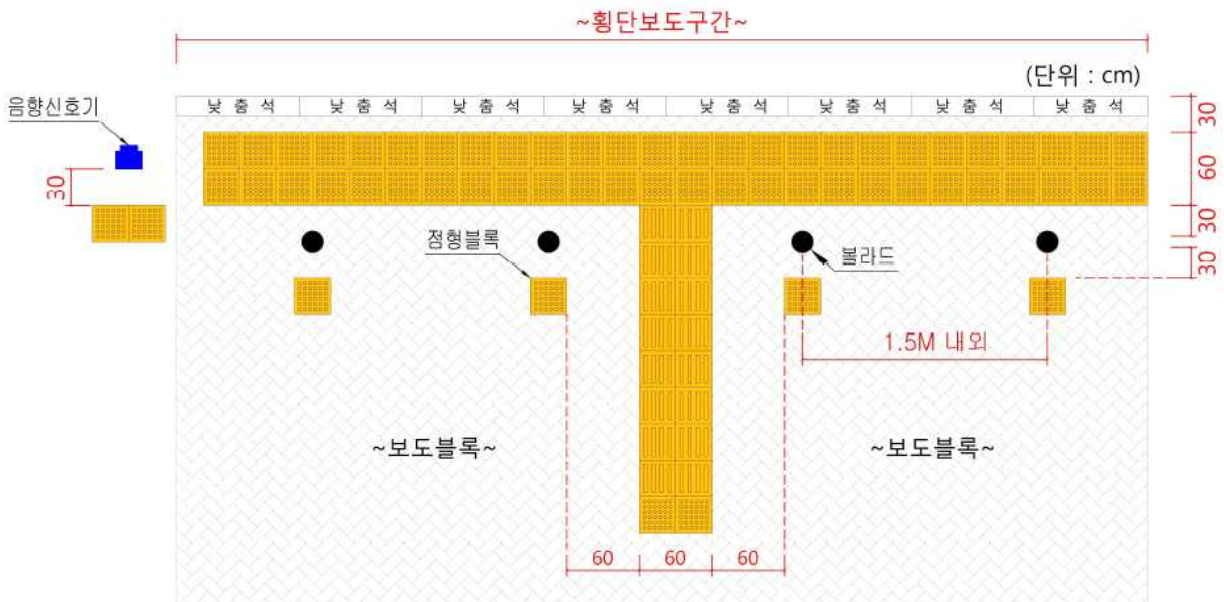 ~횡단보도구간~
(단위 : cm)
음향신호기
낮 춤 석 낮 춤 석 낮 춤 석 낮 춤 석 낮 춤 석 낮 춤 석 낮 춤 석 낮 춤 석
30
60
30
30
30
점형블록
볼라드
1.5M 내외
~보도블록~ ~보도블록~
60 60 60